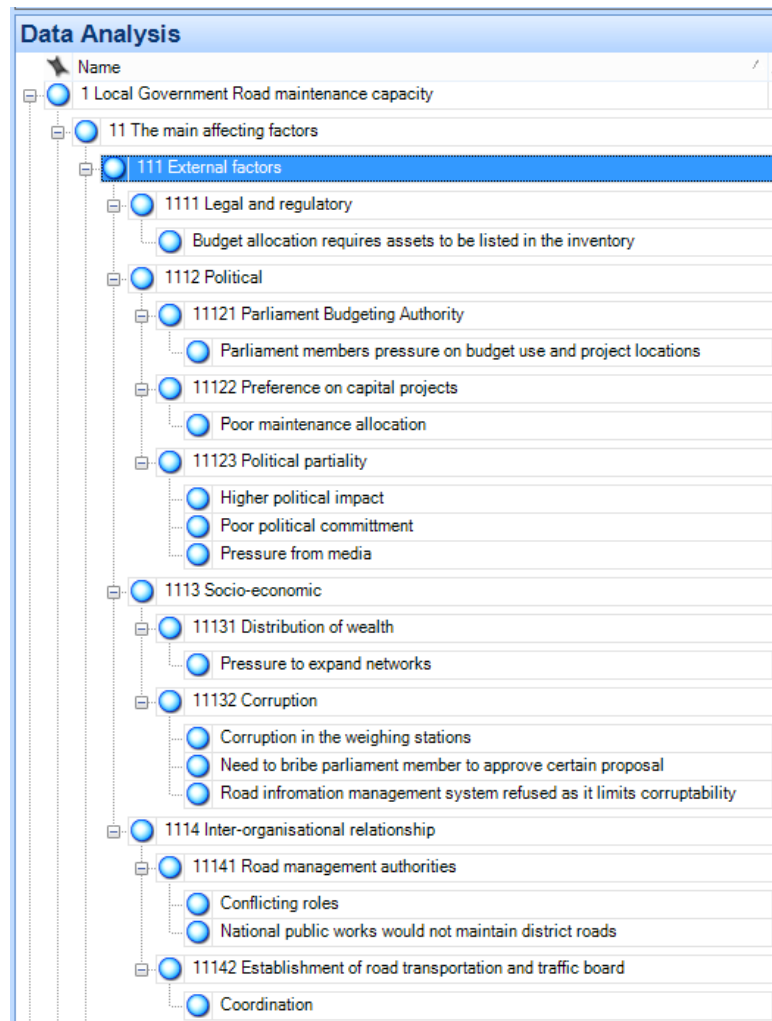 Data Analysis
Name
1 Local Government Road maintenance capacity
11 The main affecting factors
111 External factors
1111 Legal and regulatory
Budget allocation requires assets to be listed in the inventory
1112 Political
11121 Parliament Budgeting Authority
Parliament members pressure on budget use and project locations
11122 Preference on capital projects
Poor maintenance allocation
11123 Political partiality
Higher political impact
Poor political committment
Pressure from media
1113 Socio-economic
11131 Distribution of wealth
Pressure to expand networks
11132 Corruption
Corruption in the weighing stations
Need to bribe parliament member to approve certain proposal
Road infromation management system refused as it limits corruptability
1114 Inter-organisational relationship
11141 Road management authorities
Conflicting roles
National public works would not maintain district roads
11142 Establishment of road transportation and traffic board
Coordination